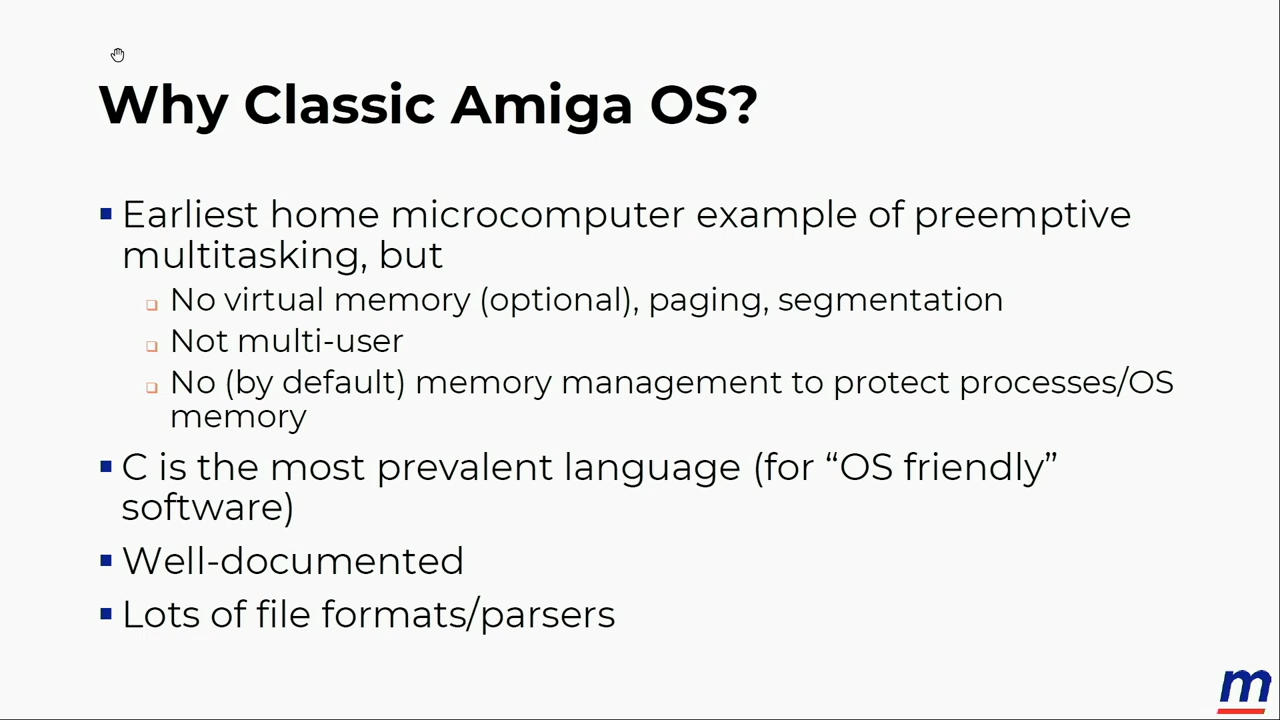 Why Classic Amiga OS?
Earliest home microcomputer example of preemptive
multitasking, but
No virtual memory (optional), paging, segmentation
Not multi-user
No (by default) memory management to protect processes/OS
memory
C is the most prevalent language (for “OS friendly”
software)
Well-documented
Lots of file formats/parsers
m